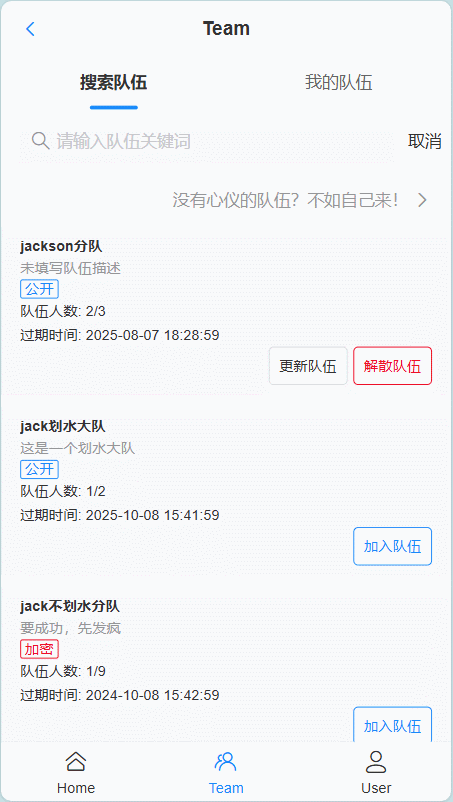 Team
搜索队伍 我的队伍
请输入队伍关键词 取消
没有心仪的队伍？不如自己来！
jackson分队
未填写队伍描述
公开
队伍人数: 2/3
过期时间: 2025-08-07 18:28:59
更新队伍 解散队伍
jack划水大队
这是一个划水大队
公开
队伍人数: 1/2
过期时间: 2025-10-08 15:41:59
加入队伍
jack不划水分队
要成功，先发疯
加密
队伍人数: 1/9
过期时间: 2024-10-08 15:42:59
加入队伍
Home Team User